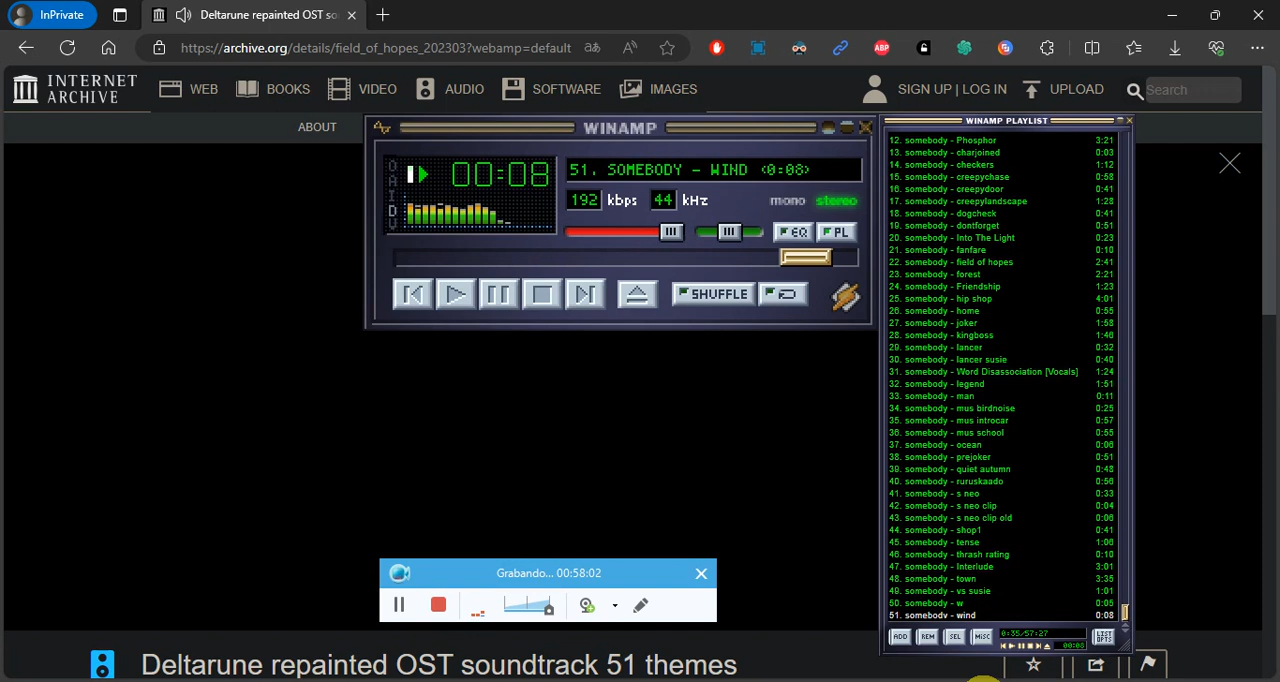 InPrivate
Deltarune repainted OST so
https://archive.org/details/field_of_hopes_202303?webamp=default
INTERNET
ARCHIVE
WEB
BOOKS
VIDEO
AUDIO
SOFTWARE
IMAGES
SIGN UP | LOG IN
UPLOAD
Search
ABOUT
WINAMP
OAIDU
00:08
51. SOMEBODY - WIND (0:08)
192 kbps 44 kHz
mono stereo
EQ PL
SHUFFLE
WINAMP PLAYLIST
12. somebody - Phosphor 3:21
13. somebody - charjoined 0:03
14. somebody - checkers 1:12
15. somebody - creepychase 0:58
16. somebody - creepydoor 0:41
17. somebody - creepylandscape 1:28
18. somebody - dogcheck 0:41
19. somebody - dontforget 0:51
20. somebody - Into The Light 0:23
21. somebody - fanfare 0:10
22. somebody - field of hopes 2:41
23. somebody - forest 2:21
24. somebody - Friendship 1:23
25. somebody - hip shop 4:01
26. somebody - home 0:55
27. somebody - joker 1:58
28. somebody - kingboss 1:46
29. somebody - lancer 0:32
30. somebody - lancer susie 0:40
31. somebody - Word Disassociation [Vocals] 1:24
32. somebody - legend 1:51
33. somebody - man 0:11
34. somebody - mus birdnoise 0:25
35. somebody - mus introcar 0:57
36. somebody - mus school 0:55
37. somebody - ocean 0:06
38. somebody - prejoker 0:51
39. somebody - quiet autumn 0:48
40. somebody - ruruskaado 0:56
41. somebody - s neo 0:33
42. somebody - s neo clip 0:04
43. somebody - s neo clip old 0:06
44. somebody - shop1 0:41
45. somebody - tense 1:06
46. somebody - thrash rating 0:10
47. somebody - Interlude 3:01
48. somebody - town 3:35
49. somebody - vs susie 1:01
50. somebody - w 0:05
51. somebody - wind 0:08
ADD REM SEL MISC
0:35/57:27
00:08
LIST
OPTS
Grabando... 00:58:02
Deltarune repainted OST soundtrack 51 themes